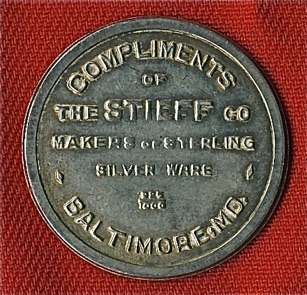 COMPLIMENTS
OF
THE STIEFF CO
MAKERS OF STERLING
SILVER WARE
925
1000
BALTIMORE, MD.